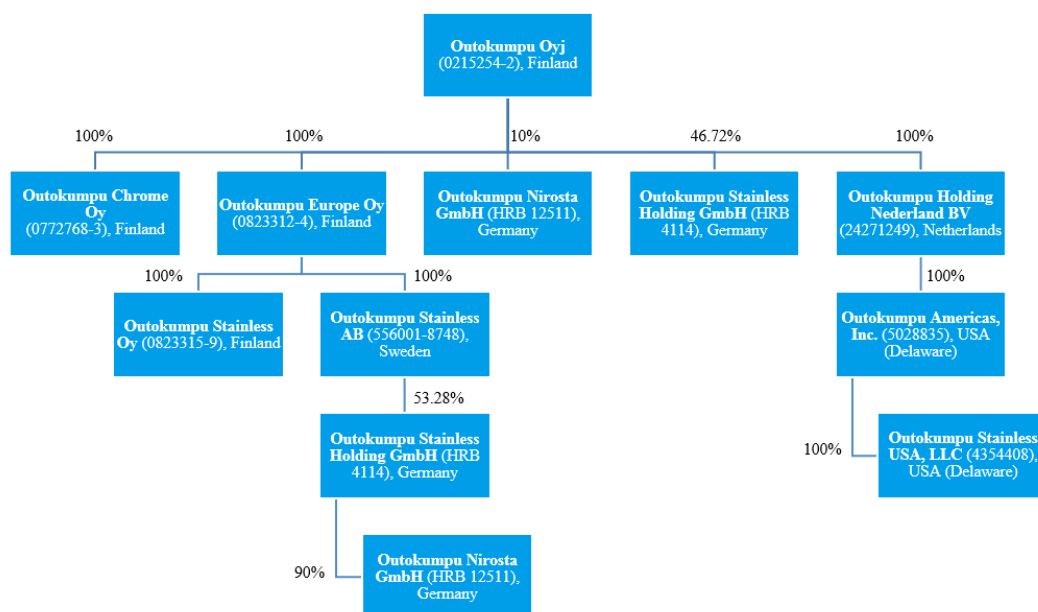 Outokumpu Oyj
(0215254-2), Finland
100%
100%
10%
46.72%
100%
Outokumpu Chrome
Oy
(0772768-3), Finland
Outokumpu Europe Oy
(0823312-4), Finland
Outokumpu Nirosta
GmbH (HRB 12511),
Germany
Outokumpu Stainless
Holding GmbH (HRB
4114), Germany
Outokumpu Holding
Nederland BV
(24271249), Netherlands
100%
100%
100%
Outokumpu Stainless
Oy (0823315-9), Finland
Outokumpu Stainless
AB (556001-8748),
Sweden
Outokumpu Americas,
Inc. (5028835), USA
(Delaware)
53.28%
Outokumpu Stainless
Holding GmbH (HRB
4114), Germany
100%
Outokumpu Stainless
USA, LLC (4354408),
USA (Delaware)
90%
Outokumpu Nirosta
GmbH (HRB 12511),
Germany